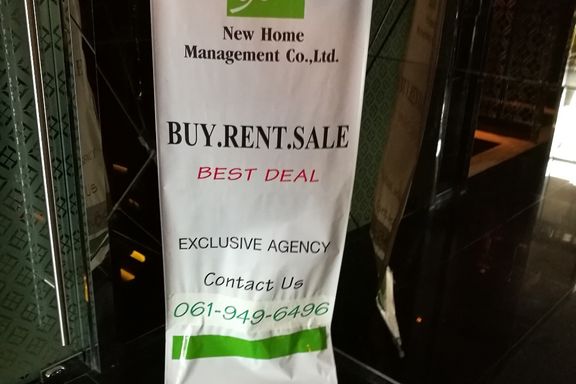 New Home
Management Co.,Ltd.
BUY.RENT.SALE
BEST DEAL
EXCLUSIVE AGENCY
Contact Us
061-949-6496